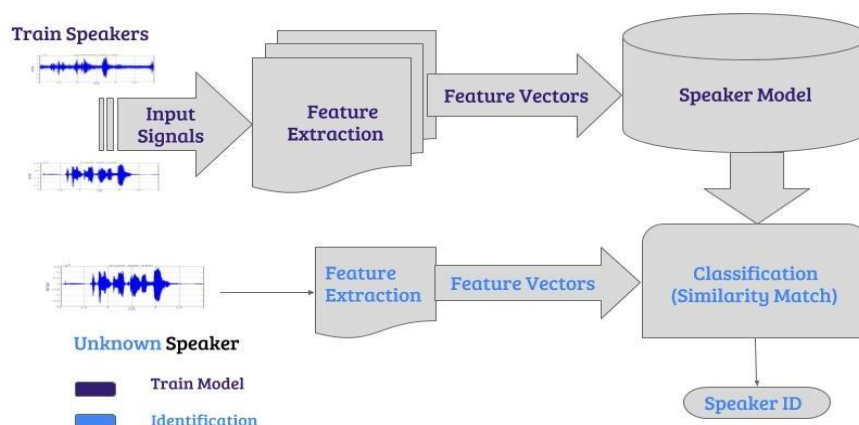 Train Speakers
Input
Signals
Feature
Extraction
Feature Vectors
Speaker Model
Feature
Extraction
Feature Vectors
Classification
(Similarity Match)
Unknown Speaker
Train Model
Identification
Speaker ID